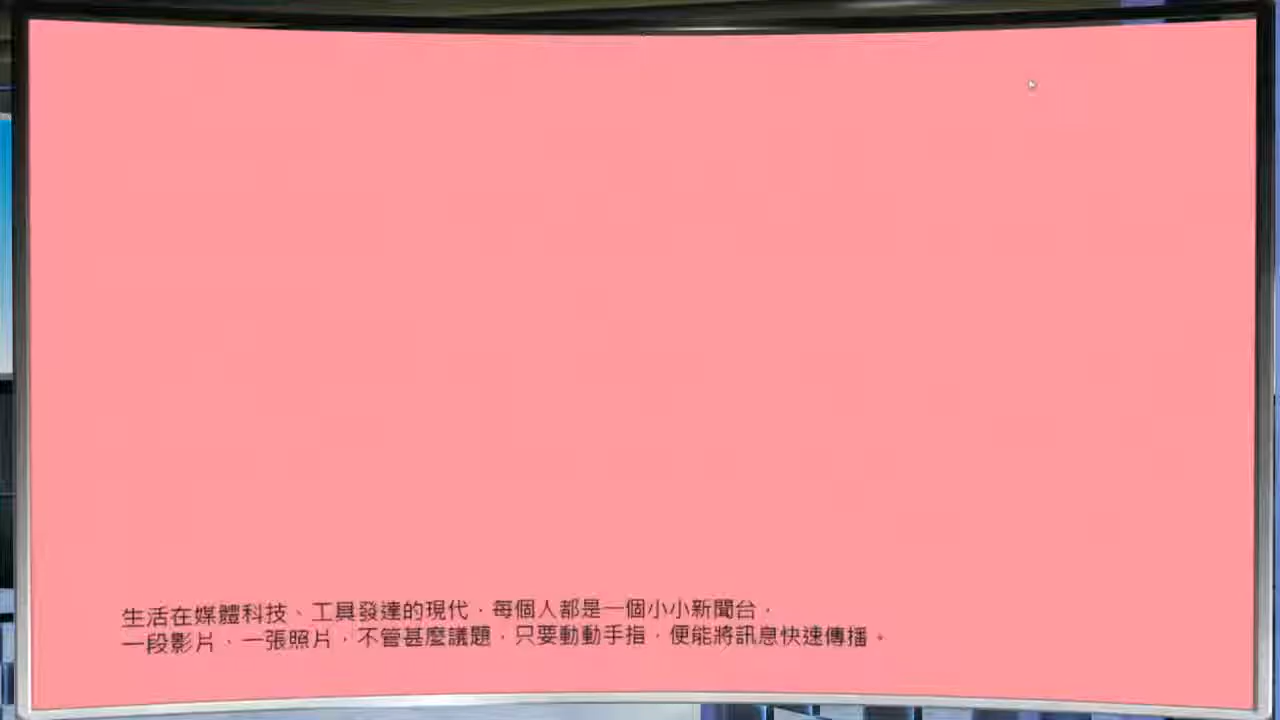 生活在媒體科技、工具發達的現代，每個人都是一個小小新聞台，
一段影片、一張照片，不管甚麼議題，只要動動手指，便能將訊息快速傳播。